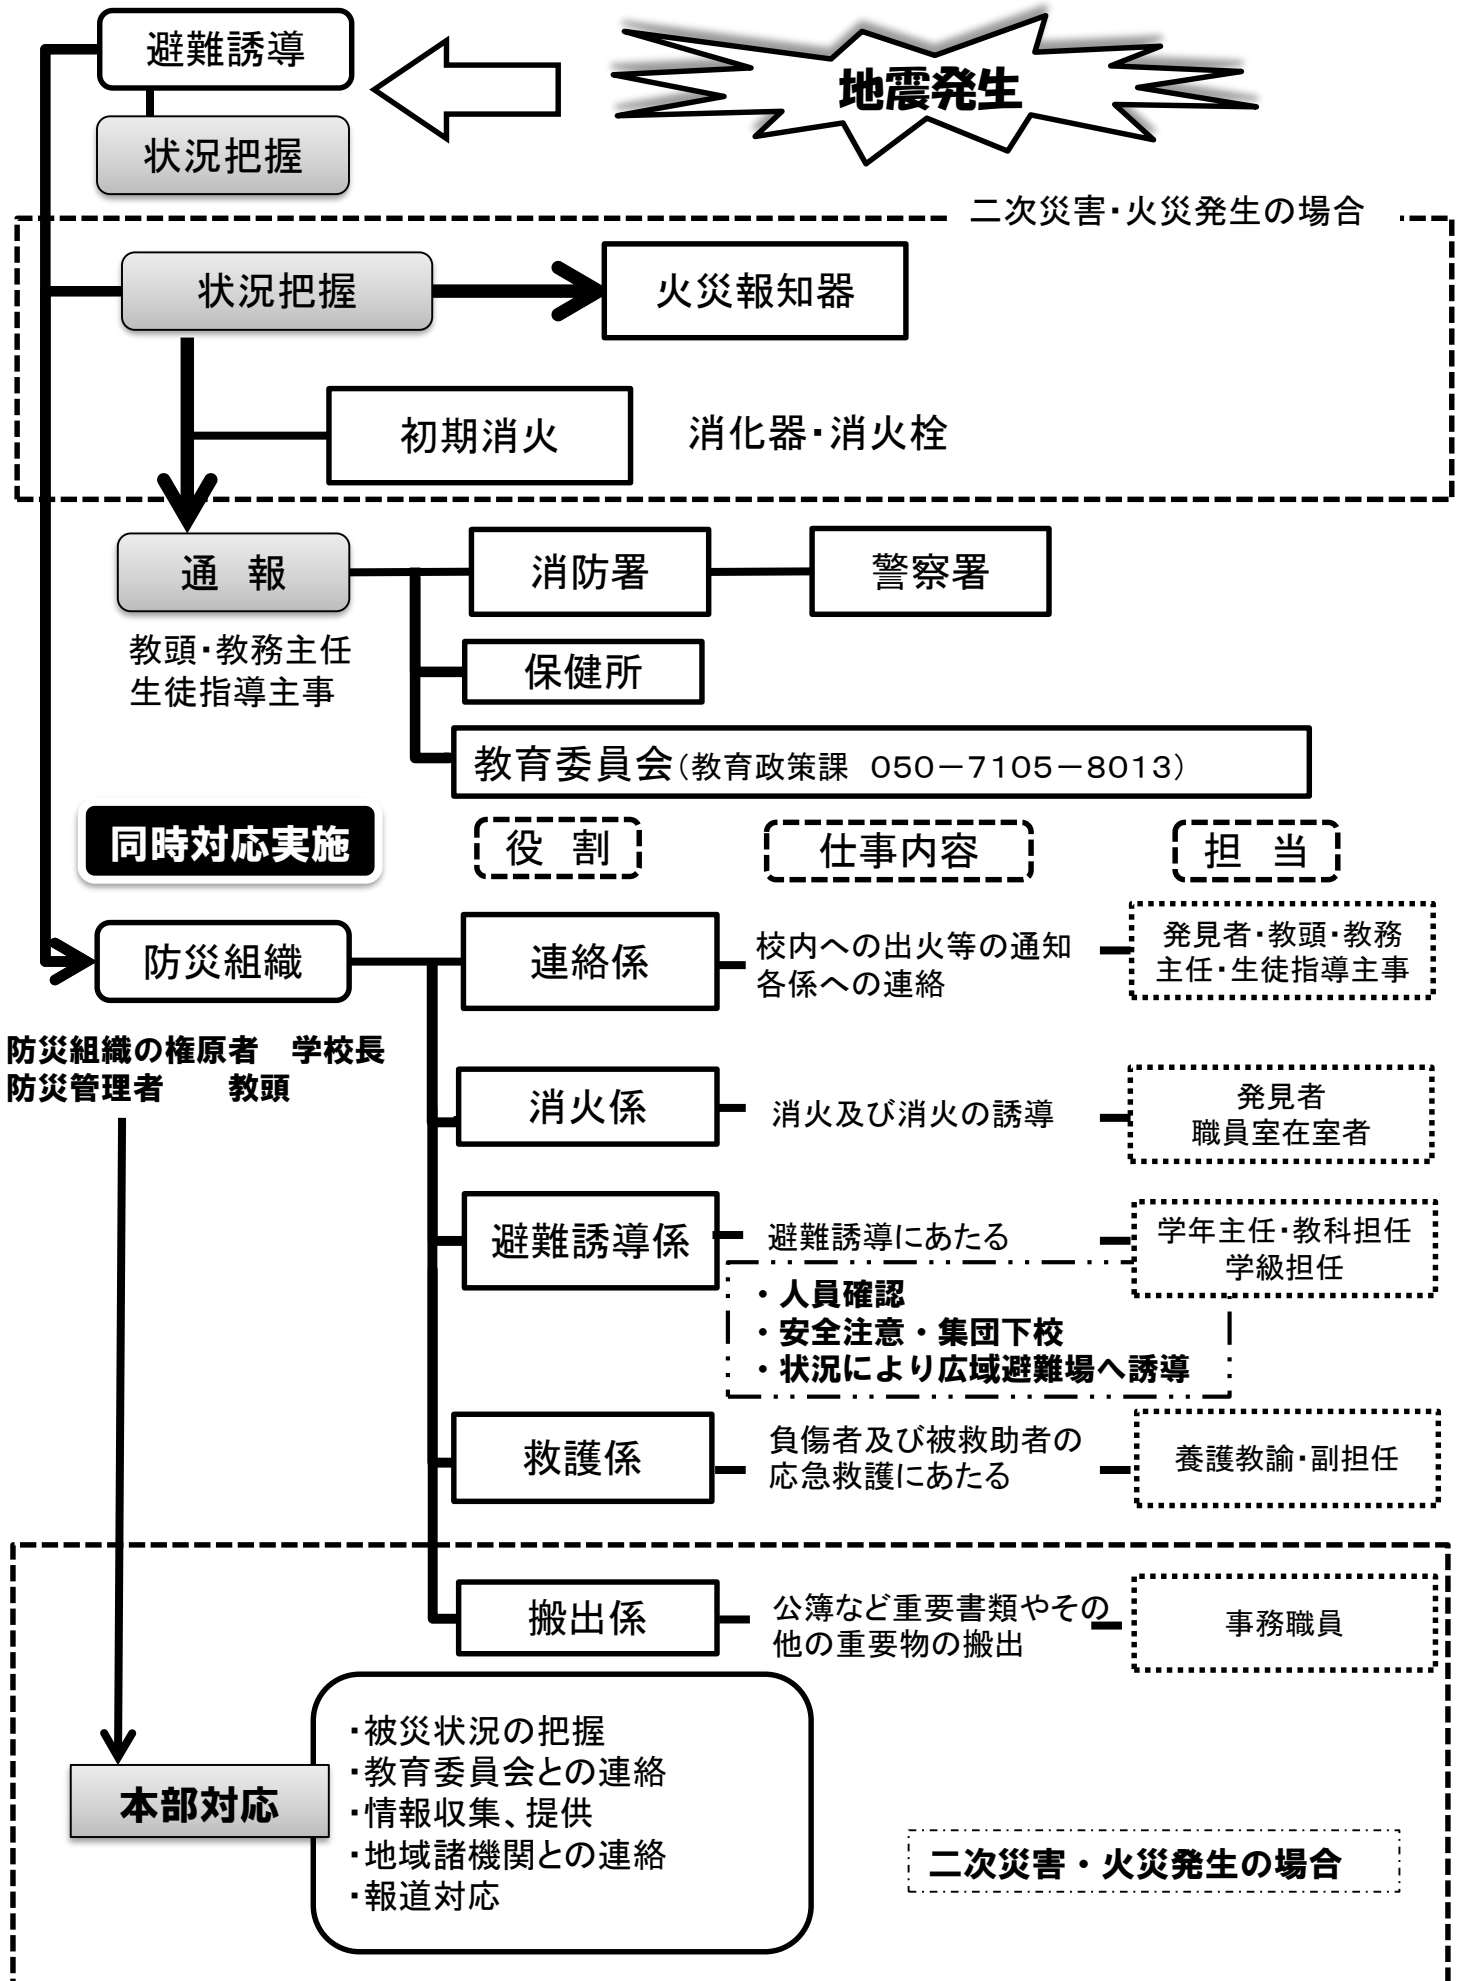 避難誘導
地震発生
状況把握
二次災害・火災発生の場合
状況把握
火災報知器
初期消火
消化器・消火栓
通　報
消防署
警察署
教頭・教務主任
生徒指導主事
保健所
教育委員会（教育政策課　０５０－７１０５－８０１３）
同時対応実施
役　割
仕事内容
担　当
防災組織
連絡係
校内への出火等の通知
各係への連絡
発見者・教頭・教務
主任・生徒指導主事
防災組織の権原者　学校長
防災管理者　　教頭
消火係
消火及び消火の誘導
発見者
職員室在室者
避難誘導係
避難誘導にあたる
学年主任・教科担任
学級担任
・人員確認
・安全注意・集団下校
・状況により広域避難場へ誘導
救護係
負傷者及び被救助者の
応急救護にあたる
養護教諭・副担任
搬出係
公簿など重要書類やその
他の重要物の搬出
事務職員
本部対応
・被災状況の把握
・教育委員会との連絡
・情報収集、提供
・地域諸機関との連絡
・報道対応
二次災害・火災発生の場合